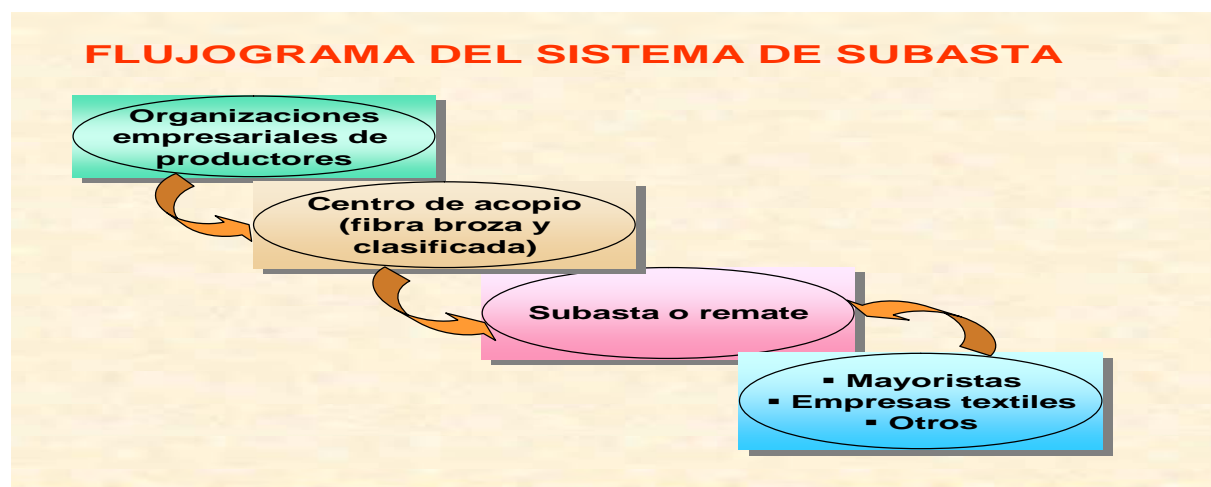 FLUJOGRAMA DEL SISTEMA DE SUBASTA
Organizaciones
empresariales de
productores
Centro de acopio
(fibra broza y
clasificada)
Subasta o remate
▪ Mayoristas
▪ Empresas textiles
▪ Otros